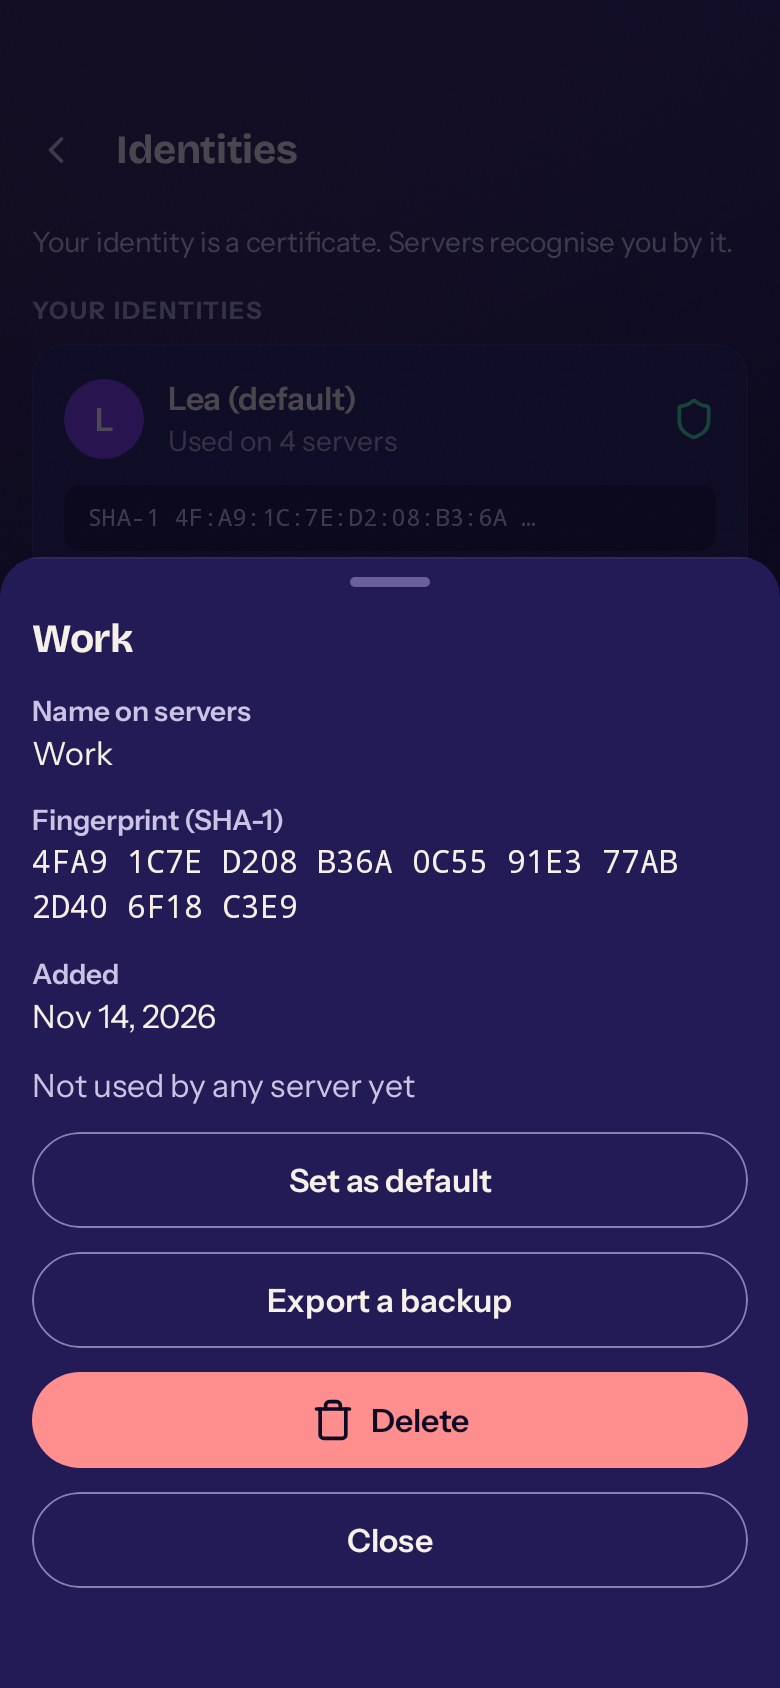 Identities
Your identity is a certificate. Servers recognise you by it.
YOUR IDENTITIES
L
Lea (default)
Used on 4 servers
SHA-1 4F:A9:1C:7E:D2:08:B3:6A …
Work
Name on servers
Work
Fingerprint (SHA-1)
4FA9 1C7E D208 B36A 0C55 91E3 77AB
2D40 6F18 C3E9
Added
Nov 14, 2026
Not used by any server yet
Set as default
Export a backup
Delete
Close